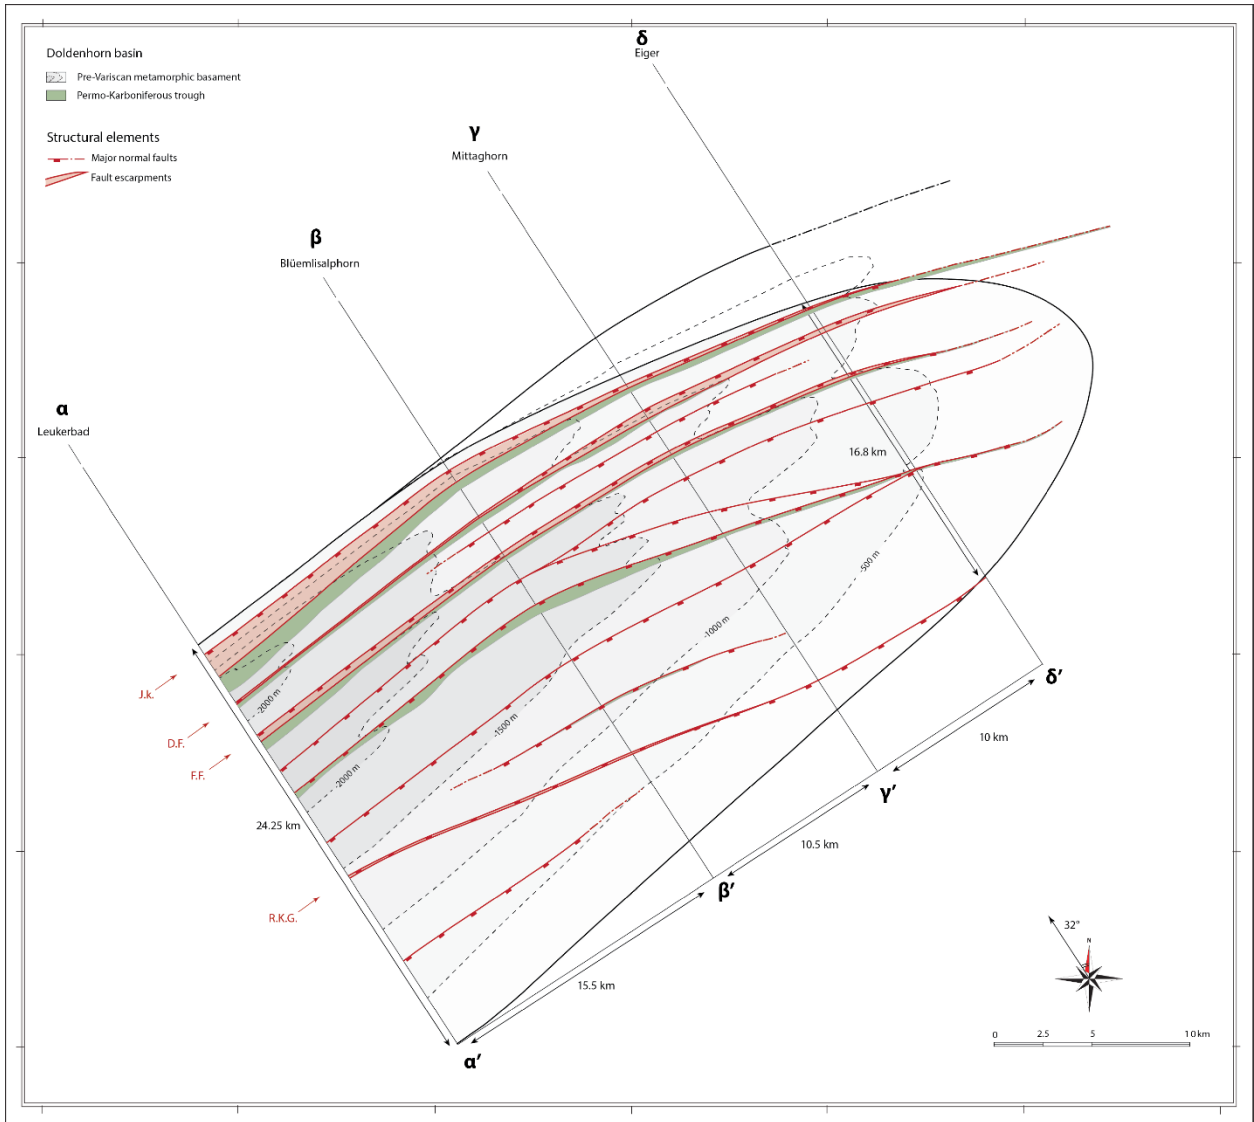 δ
Eiger
Doldenhorn basin
Pre-Variscan metamorphic basament
Permo-Karboniferous trough
Structural elements
Major normal faults
Fault escarpments
γ
Mittaghorn
β
Blüemlisalphorn
α
Leukerbad
16.8 km
-500 m
-1000 m
-1500 m
-2000 m
-2000 m
J.k.
D.F.
F.F.
24.25 km
R.K.G.
δ'
10 km
γ'
10.5 km
β'
15.5 km
α'
32°
N
0 2.5 5 10 km